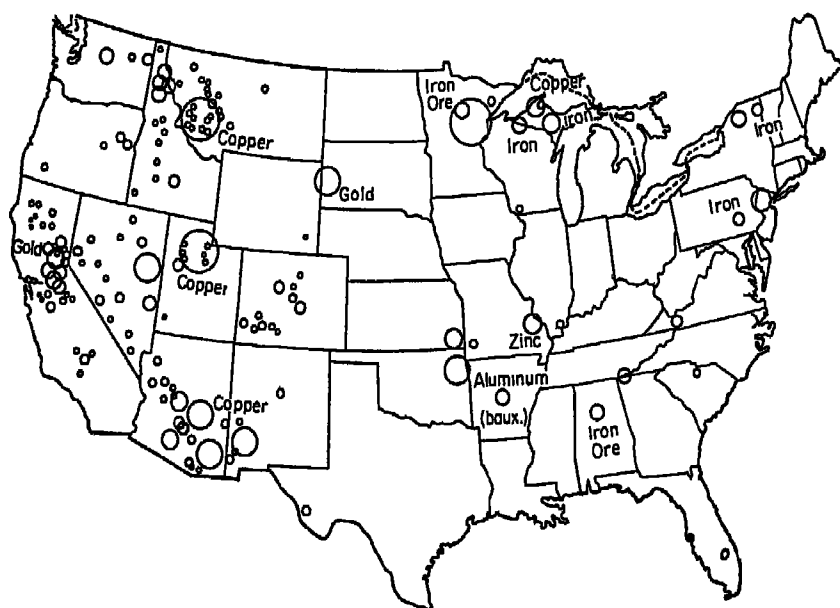 Iron
Ore
Copper
Iron
Iron
Iron
Copper
Gold
Iron
Gold
Copper
Zinc
Aluminum
(baux.)
Copper
Iron
Ore